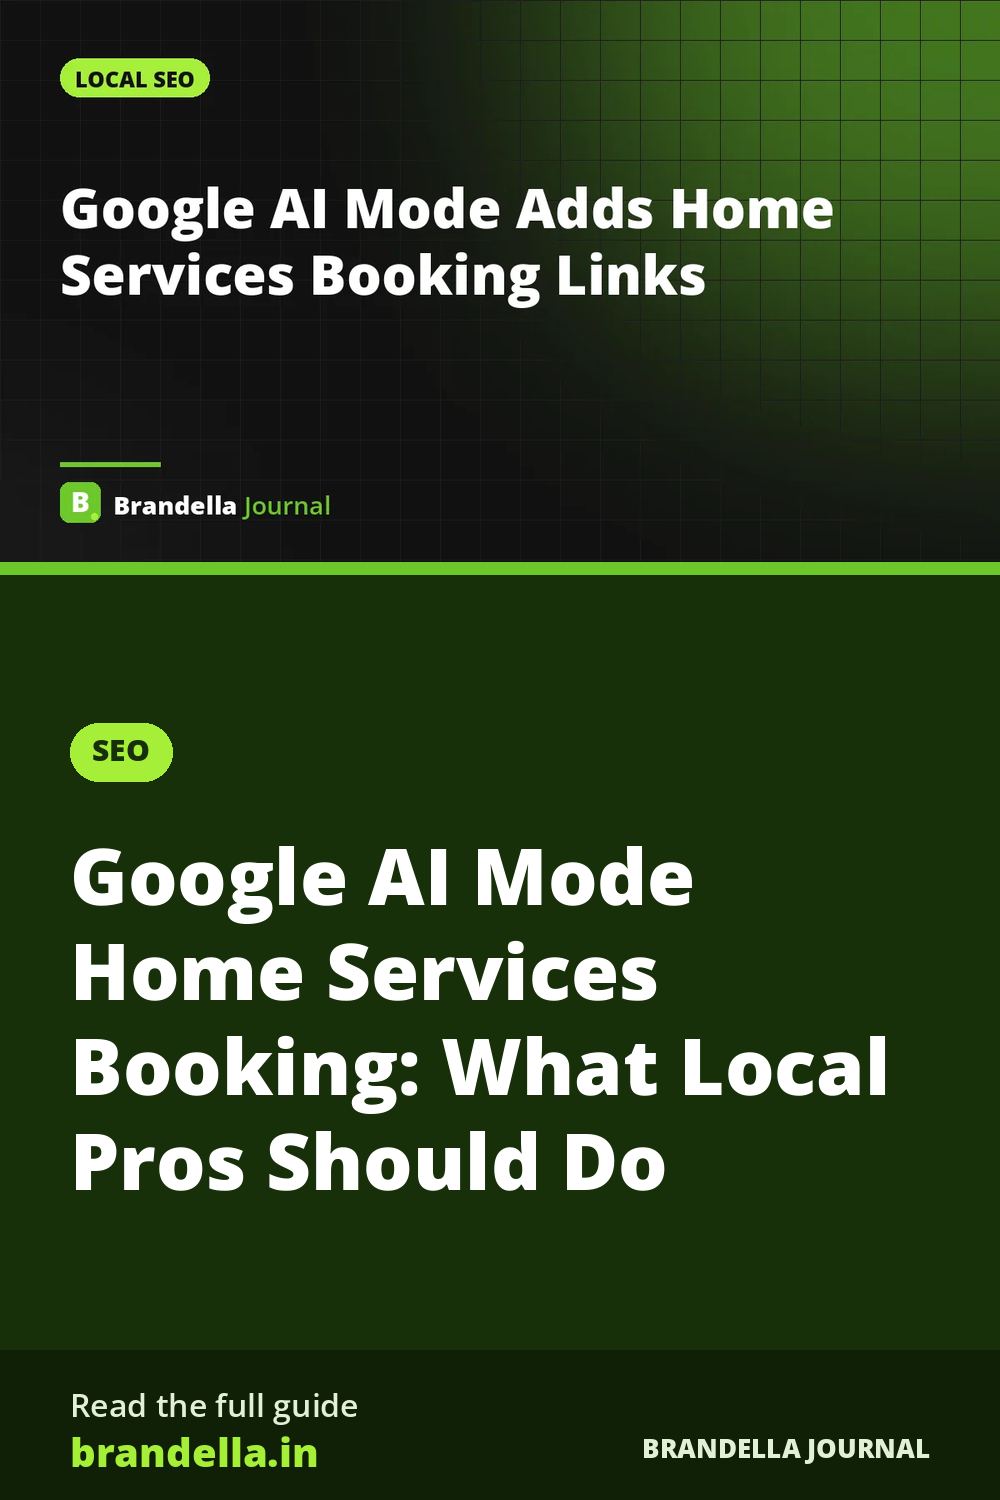 LOCAL SEO
Google AI Mode Adds Home
Services Booking Links
B.
Brandella Journal
SEO
Google AI Mode
Home Services
Booking: What Local
Pros Should Do
Read the full guide
brandella.in
BRANDELLA JOURNAL